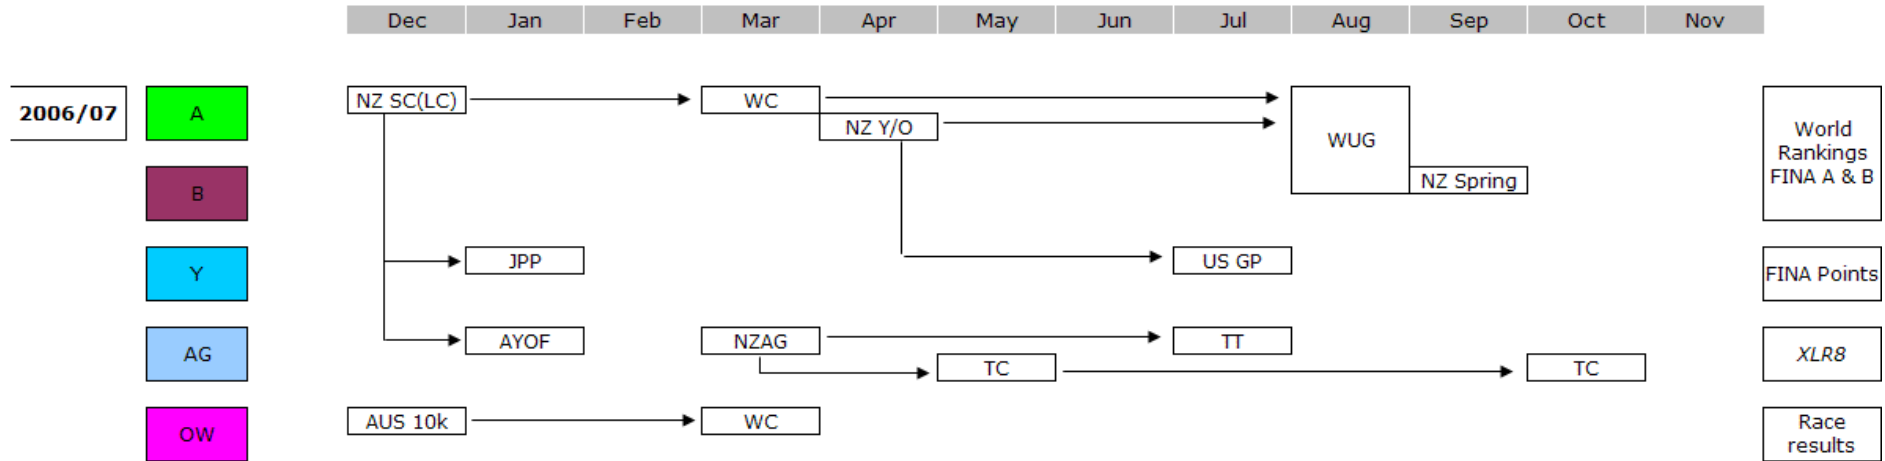 Dec Jan Feb Mar Apr May Jun Jul Aug Sep Oct Nov
2006/07 A NZ SC(LC) WC
NZ Y/O
WUG
World
Rankings
FINA A & B
B NZ Spring
Y JPP US GP FINA Points
AG AYOF NZAG TT XLR8
TC TC
OW AUS 10k WC Race
results